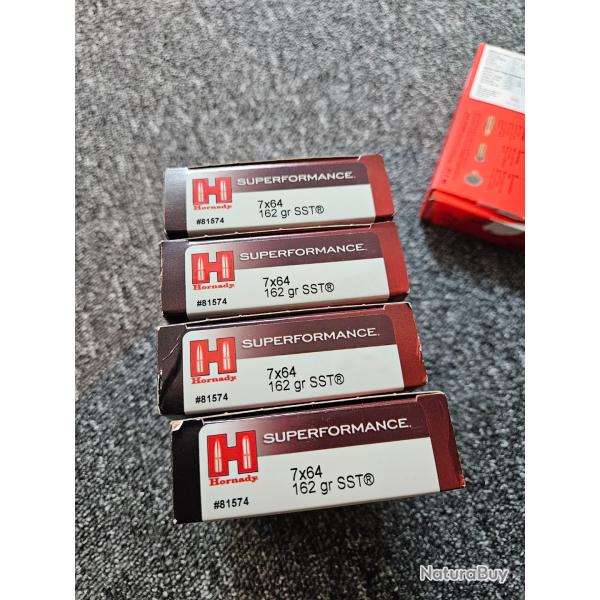 H SUPERFORMANCE
Hornady
7x64
162 gr SST®
#81574
H SUPERFORMANCE
Hornady
7x64
162 gr SST®
#81574
H SUPERFORMANCE
Hornady
7x64
162 gr SST®
#81574
H SUPERFORMANCE
Hornady
7x64
162 gr SST®
#81574
NaturaBuy